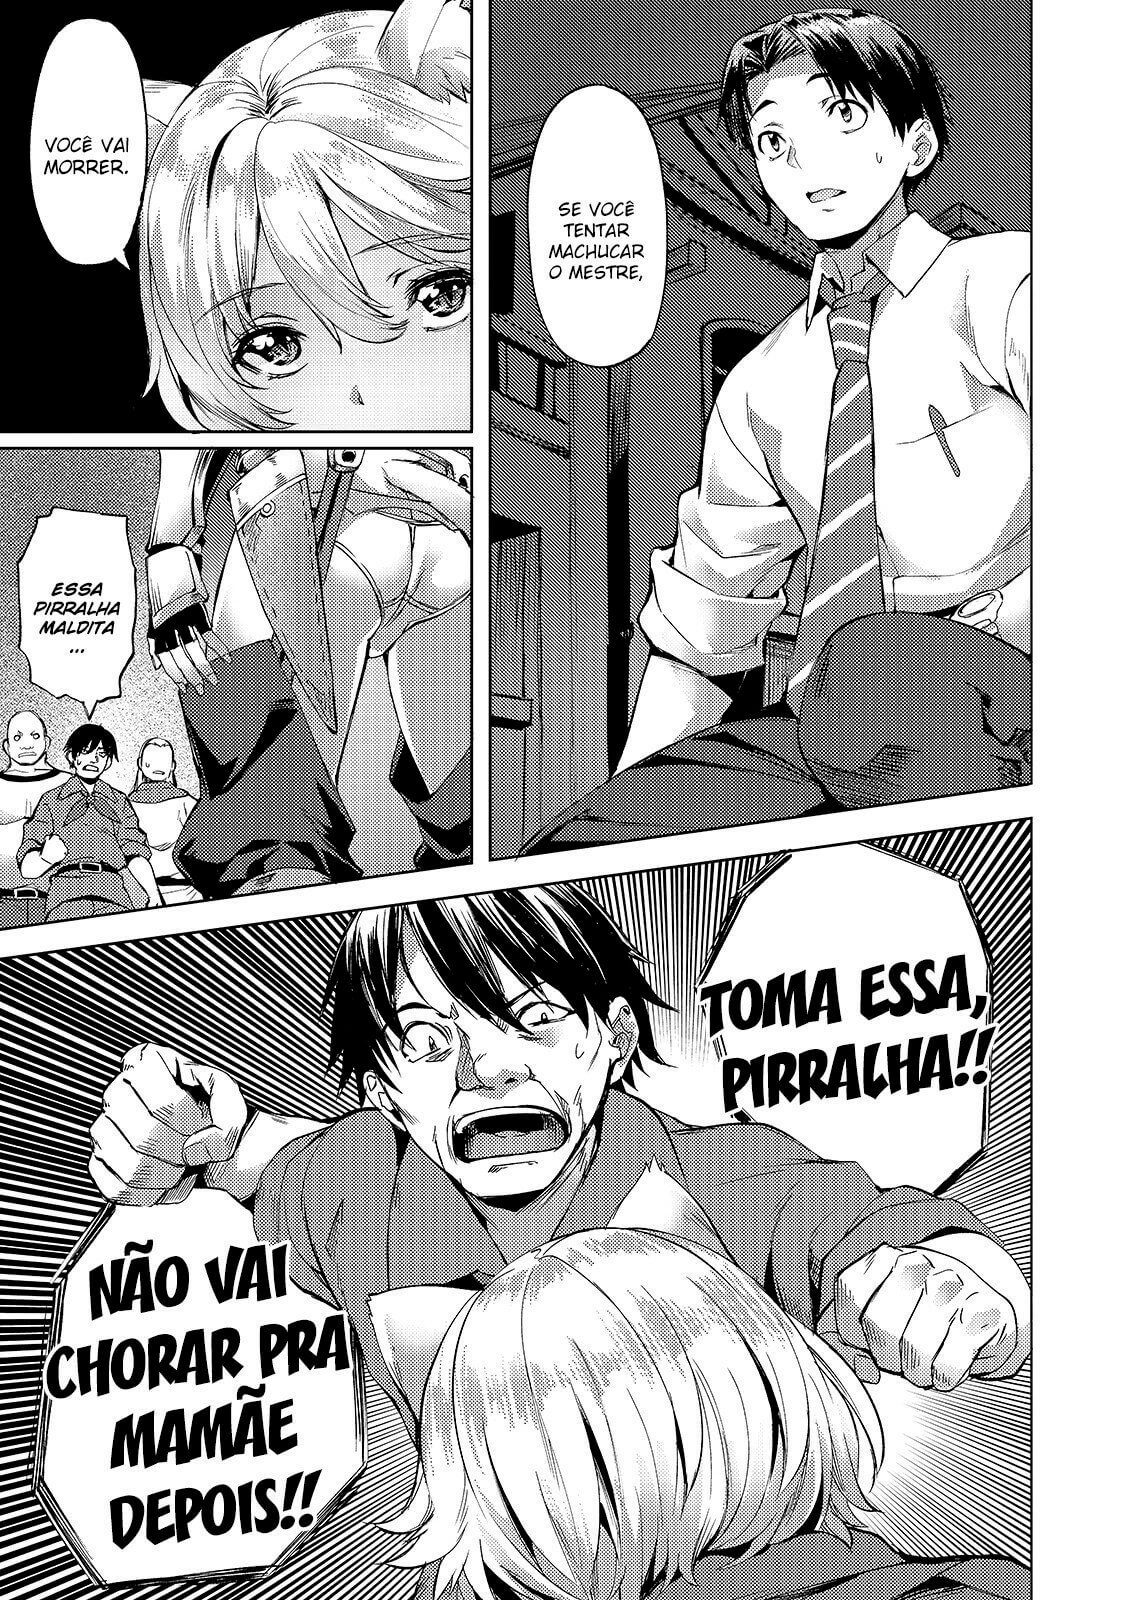 SE VOCÊ
TENTAR
MACHUCAR
O MESTRE,
VOCÊ VAI
MORRER.
ESSA
PIRRALHA
MALDITA
...
TOMA ESSA,
PIRRALHA!!
NÃO VAI
CHORAR PRA
MAMÃE
DEPOIS!!